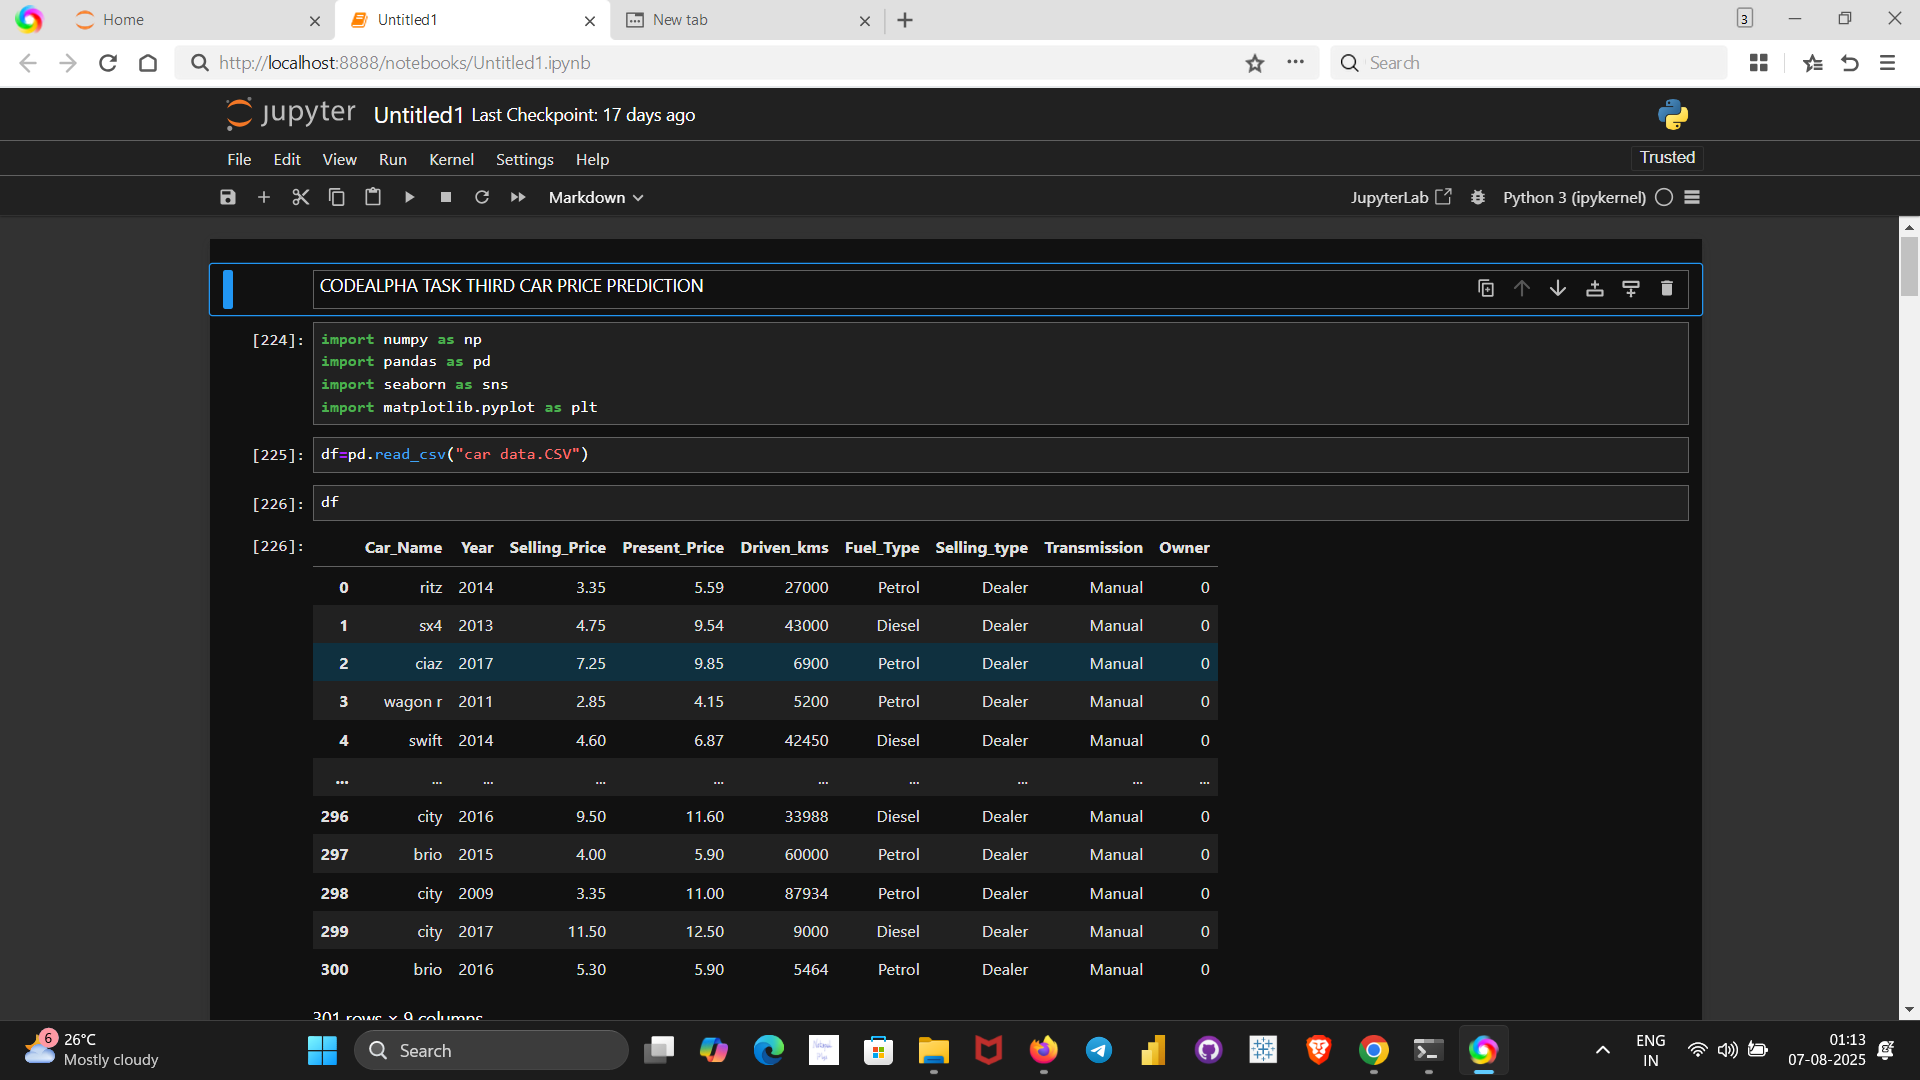 Home
Untitled1
New tab
3
http://localhost:8888/notebooks/Untitled1.ipynb
Search
jupyter Untitled1 Last Checkpoint: 17 days ago
File Edit View Run Kernel Settings Help
Trusted
Markdown
JupyterLab
Python 3 (ipykernel)
CODEALPHA TASK THIRD CAR PRICE PREDICTION
[224]:
import numpy as np
import pandas as pd
import seaborn as sns
import matplotlib.pyplot as plt
[225]: df=pd.read_csv("car data.CSV")
[226]: df
[226]:
Car_Name Year Selling_Price Present_Price Driven_kms Fuel_Type Selling_type Transmission Owner
0 ritz 2014 3.35 5.59 27000 Petrol Dealer Manual 0
1 sx4 2013 4.75 9.54 43000 Diesel Dealer Manual 0
2 ciaz 2017 7.25 9.85 6900 Petrol Dealer Manual 0
3 wagon r 2011 2.85 4.15 5200 Petrol Dealer Manual 0
4 swift 2014 4.60 6.87 42450 Diesel Dealer Manual 0
... ... ... ... ... ... ... ... ... ...
296 city 2016 9.50 11.60 33988 Diesel Dealer Manual 0
297 brio 2015 4.00 5.90 60000 Petrol Dealer Manual 0
298 city 2009 3.35 11.00 87934 Petrol Dealer Manual 0
299 city 2017 11.50 12.50 9000 Diesel Dealer Manual 0
300 brio 2016 5.30 5.90 5464 Petrol Dealer Manual 0
301 rows × 9 columns
6
26°C
Mostly cloudy
Search
ENG
IN
01:13
07-08-2025